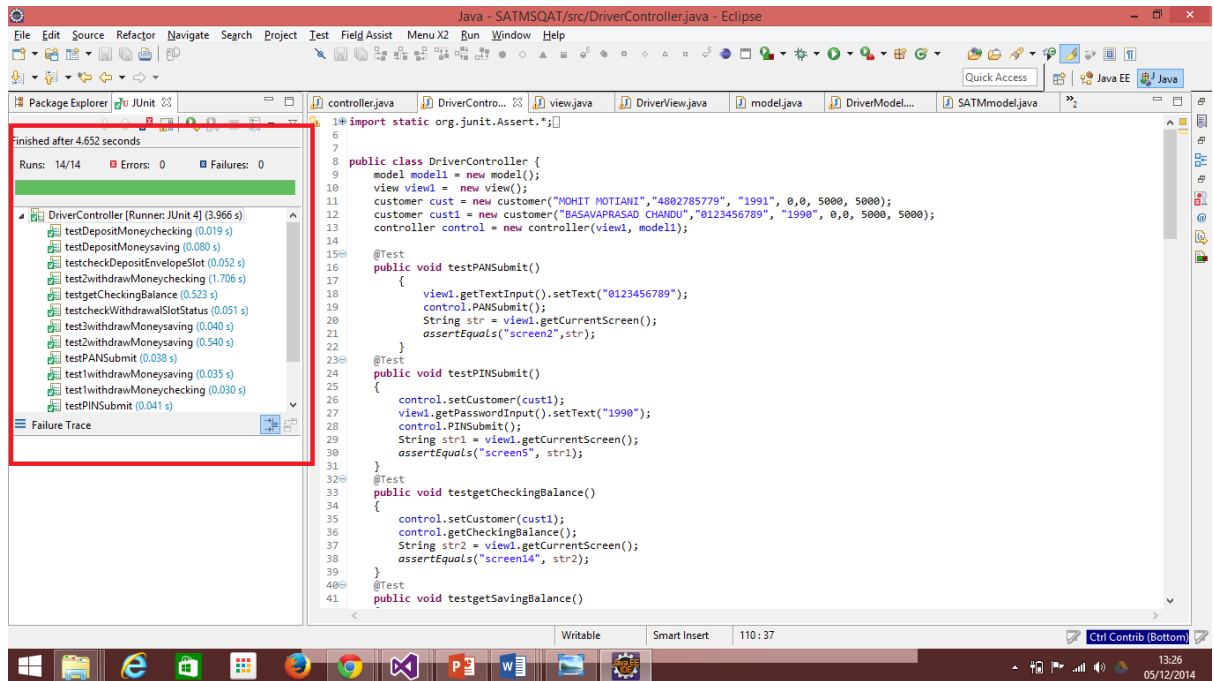 Java - SATMSQAT/src/DriverController.java - Eclipse
File Edit Source Refactor Navigate Search Project Test Field Assist Menu X2 Run Window Help
Quick Access
Java EE
Java
Package Explorer
JUnit
Finished after 4.652 seconds
Runs: 14/14
Errors: 0
Failures: 0
DriverController [Runner: JUnit 4] (3.966 s)
testDepositMoneychecking (0.019 s)
testDepositMoneysaving (0.080 s)
testcheckDepositEnvelopeSlot (0.052 s)
test2withdrawMoneychecking (1.706 s)
testgetCheckingBalance (0.523 s)
testcheckWithdrawalSlotStatus (0.051 s)
test3withdrawMoneysaving (0.040 s)
test2withdrawMoneysaving (0.540 s)
testPANSubmit (0.038 s)
test1withdrawMoneysaving (0.035 s)
test1withdrawMoneychecking (0.030 s)
testPINSubmit (0.041 s)
Failure Trace
controller.java
DriverContro...
view.java
DriverView.java
model.java
DriverModel....
SATMmodel.java
»2
1 import static org.junit.Assert.*;
6
7
8 public class DriverController {
9 model model1 = new model();
10 view view1 = new view();
11 customer cust = new customer("MOHIT MOTIANI","4802785779", "1991", 0,0, 5000, 5000);
12 customer cust1 = new customer("BASAVAPRASAD CHANDU","0123456789", "1990", 0,0, 5000, 5000);
13 controller control = new controller(view1, model1);
14
15 @Test
16 public void testPANSubmit()
17 {
18 view1.getTextInput().setText("0123456789");
19 control.PANSubmit();
20 String str = view1.getCurrentScreen();
21 assertEquals("screen2",str);
22 }
23 @Test
24 public void testPINSubmit()
25 {
26 control.setCustomer(cust1);
27 view1.getPasswordInput().setText("1990");
28 control.PINSubmit();
29 String str1 = view1.getCurrentScreen();
30 assertEquals("screen5", str1);
31 }
32 @Test
33 public void testgetCheckingBalance()
34 {
35 control.setCustomer(cust1);
36 control.getCheckingBalance();
37 String str2 = view1.getCurrentScreen();
38 assertEquals("screen14", str2);
39 }
40 @Test
41 public void testgetSavingBalance()
Writable
Smart Insert
110 : 37
Ctrl Contrib (Bottom)
13:26
05/12/2014